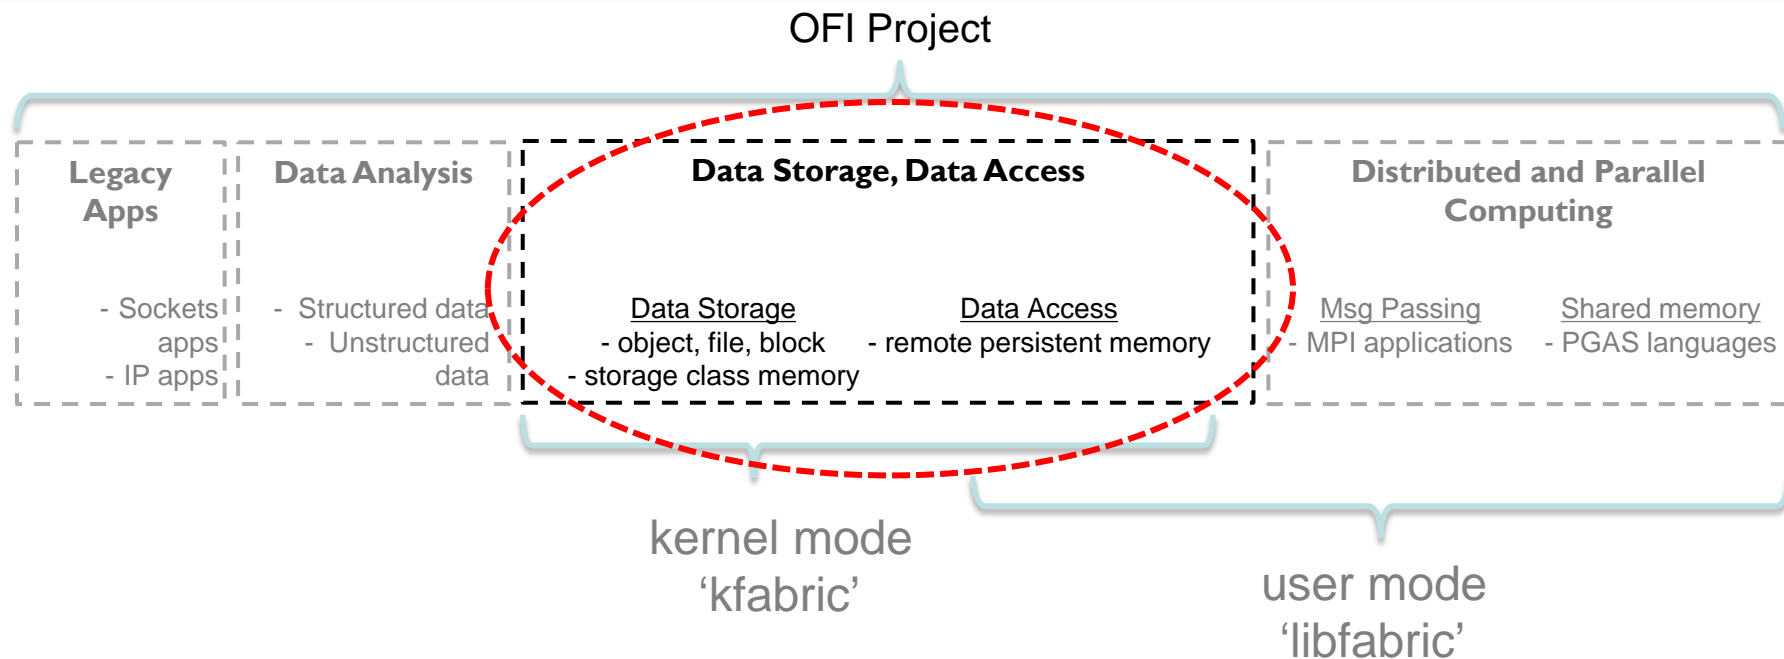 OFI Project
Legacy
Apps
- Sockets
apps
- IP apps
Data Analysis
- Structured data
- Unstructured
data
Data Storage, Data Access
Data Storage
- object, file, block
- storage class memory
Data Access
- remote persistent memory
Distributed and Parallel
Computing
Msg Passing
- MPI applications
Shared memory
- PGAS languages
kernel mode
‘kfabric’
user mode
‘libfabric’